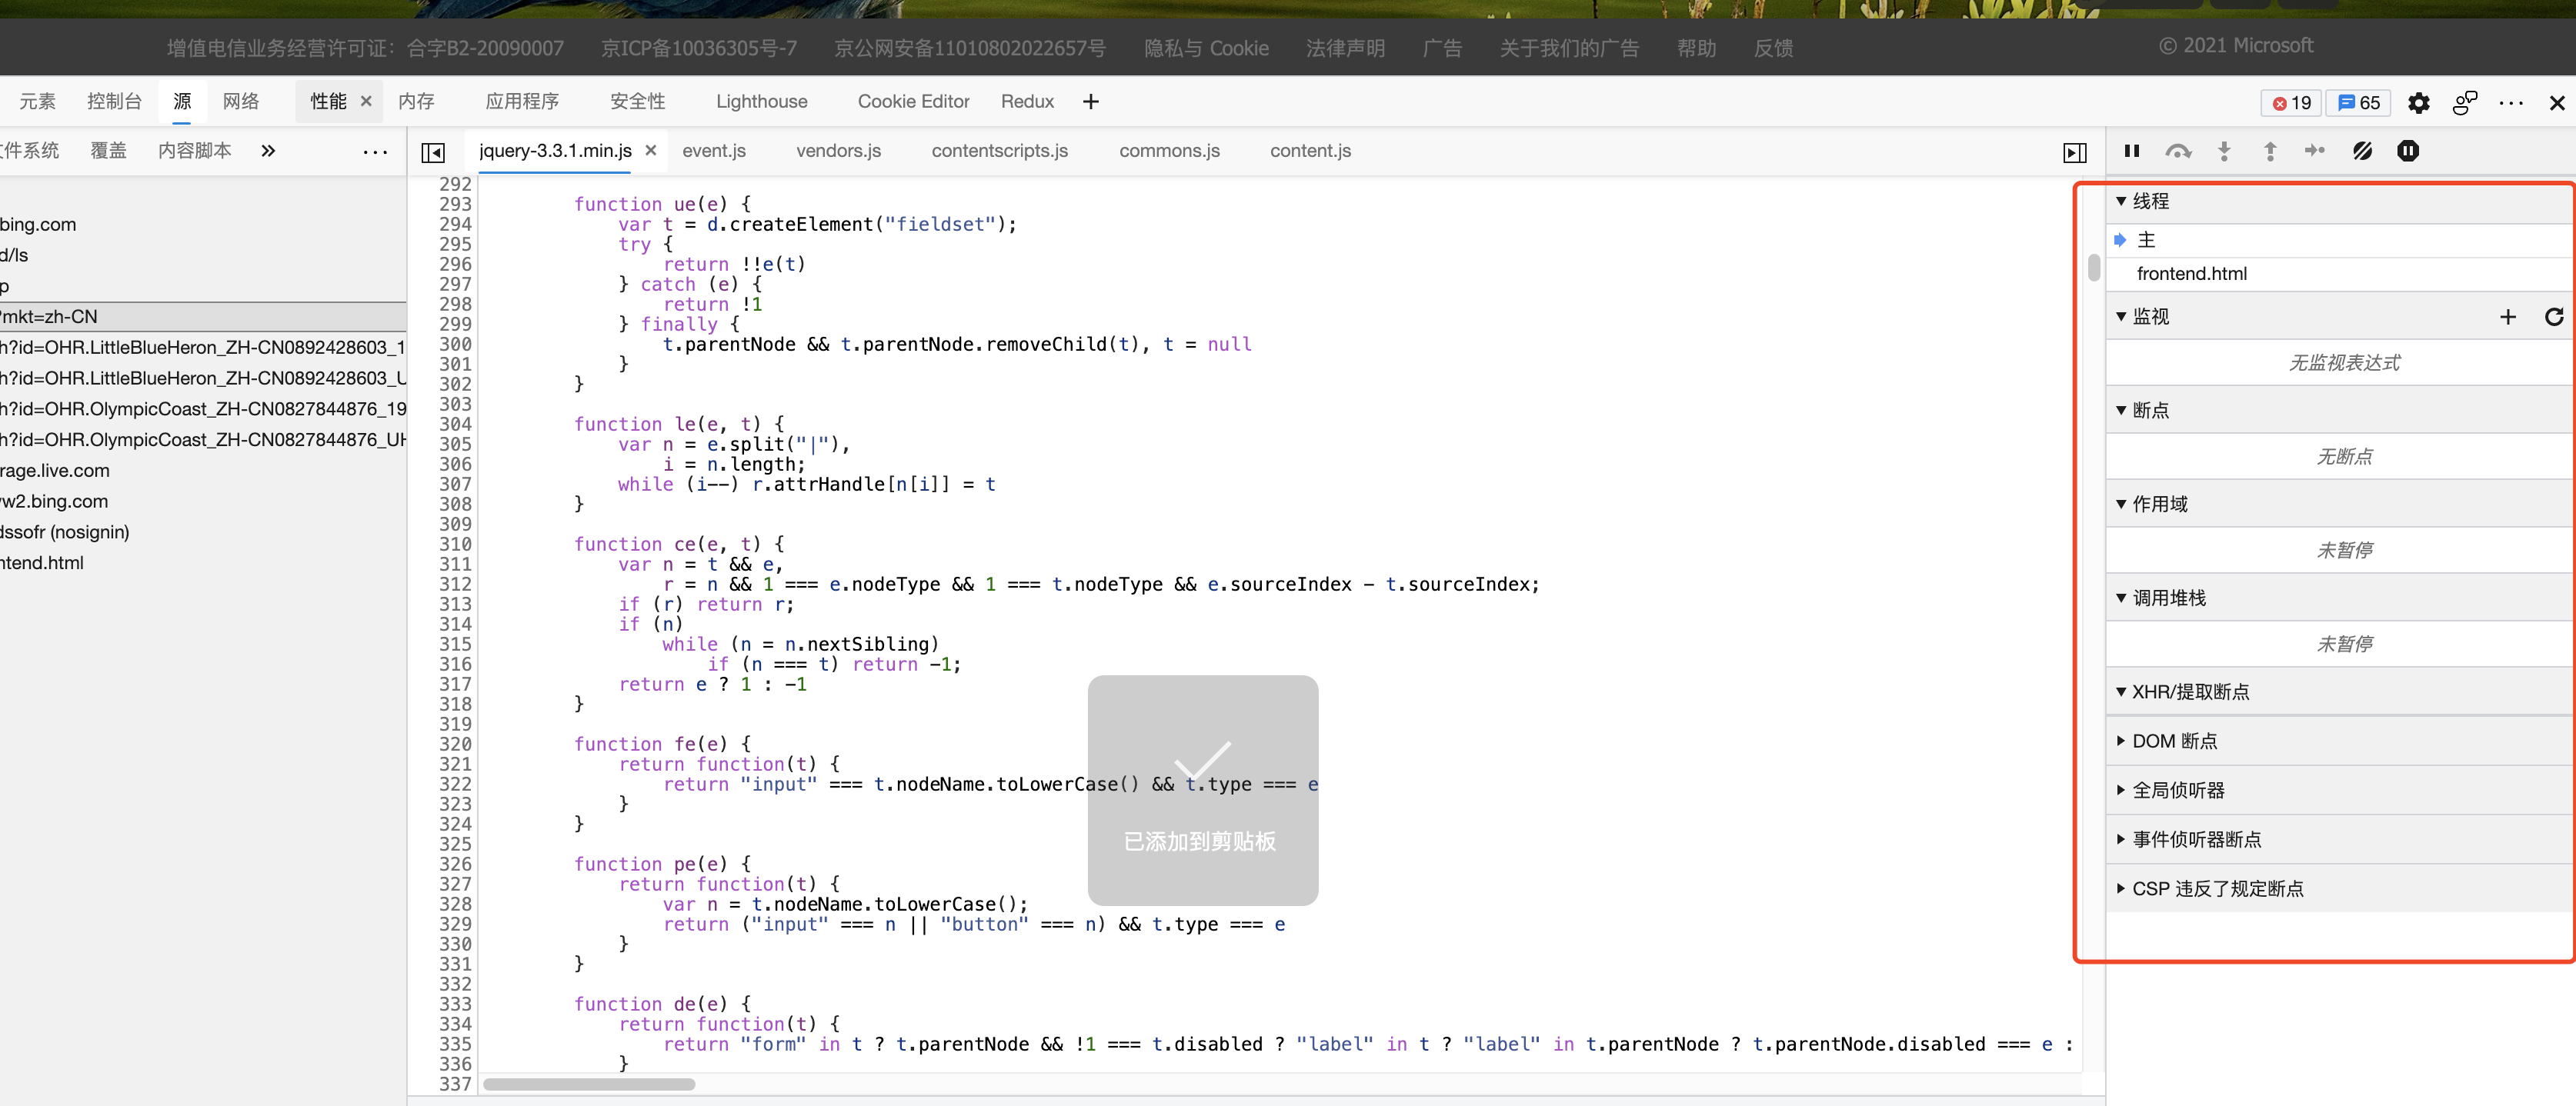 增值电信业务经营许可证：合字B2-20090007 京ICP备10036305号-7 京公网安备11010802022657号 隐私与 Cookie 法律声明 广告 关于我们的广告 帮助 反馈 © 2021 Microsoft
元素 控制台 源 网络 性能 × 内存 应用程序 安全性 Lighthouse Cookie Editor Redux + 19 65
文件系统 覆盖 内容脚本 » ··· jquery-3.3.1.min.js × event.js vendors.js contentscripts.js commons.js content.js
bing.com
d/ls
p
?mkt=zh-CN
h?id=OHR.LittleBlueHeron_ZH-CN0892428603_1
h?id=OHR.LittleBlueHeron_ZH-CN0892428603_U
h?id=OHR.OlympicCoast_ZH-CN0827844876_19
h?id=OHR.OlympicCoast_ZH-CN0827844876_UH
rage.live.com
w2.bing.com
dssofr (nosignin)
ntend.html
292
293 function ue(e) {
294 var t = d.createElement("fieldset");
295 try {
296 return !!e(t)
297 } catch (e) {
298 return !1
299 } finally {
300 t.parentNode && t.parentNode.removeChild(t), t = null
301 }
302 }
303
304 function le(e, t) {
305 var n = e.split("|"),
306 i = n.length;
307 while (i--) r.attrHandle[n[i]] = t
308 }
309
310 function ce(e, t) {
311 var n = t && e,
312 r = n && 1 === e.nodeType && 1 === t.nodeType && e.sourceIndex - t.sourceIndex;
313 if (r) return r;
314 if (n)
315 while (n = n.nextSibling)
316 if (n === t) return -1;
317 return e ? 1 : -1
318 }
319
320 function fe(e) {
321 return function(t) {
322 return "input" === t.nodeName.toLowerCase() && t.type === e
323 }
324 }
325
326 function pe(e) {
327 return function(t) {
328 var n = t.nodeName.toLowerCase();
329 return ("input" === n || "button" === n) && t.type === e
330 }
331 }
332
333 function de(e) {
334 return function(t) {
335 return "form" in t ? t.parentNode && !1 === t.disabled ? "label" in t ? "label" in t.parentNode ? t.parentNode.disabled === e :
336 }
337
已添加到剪贴板
线程
主
frontend.html
监视
无监视表达式
断点
无断点
作用域
未暂停
调用堆栈
未暂停
XHR/提取断点
DOM 断点
全局侦听器
事件侦听器断点
CSP 违反了规定断点